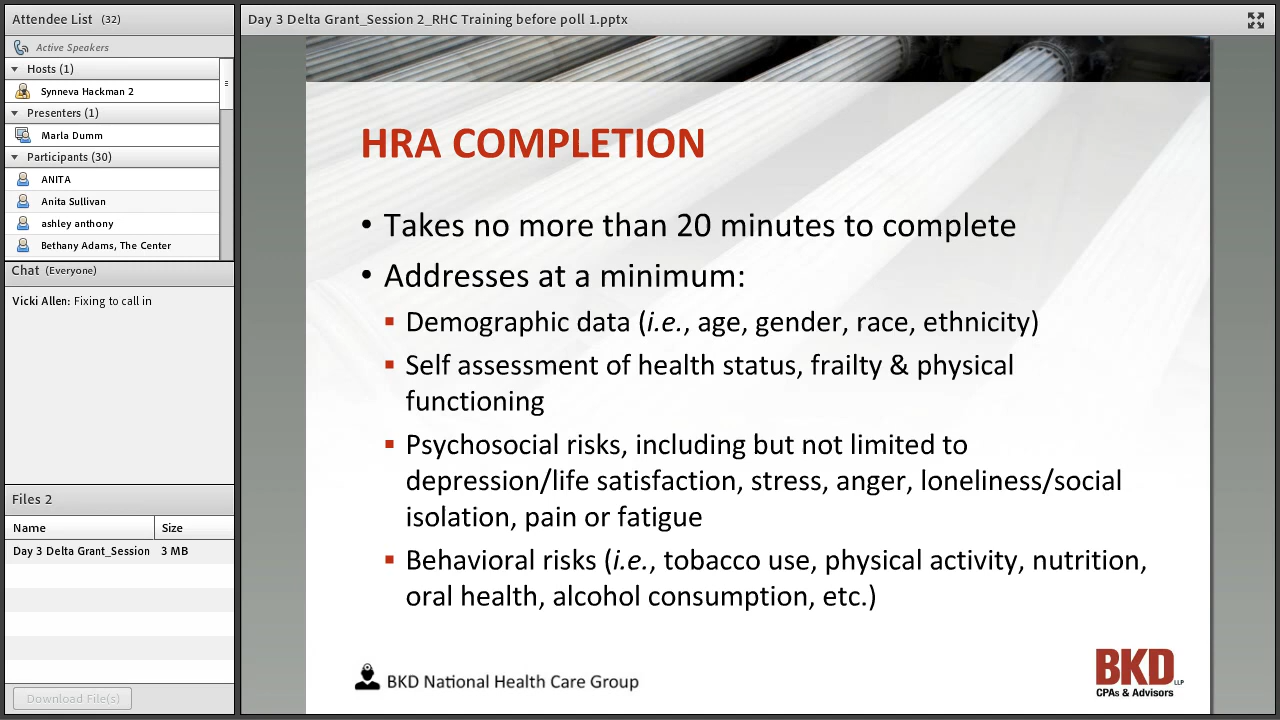 Attendee List (32)
Active Speakers
Hosts (1)
Synneva Hackman 2
Presenters (1)
Marla Dumm
Participants (30)
ANITA
Anita Sullivan
ashley anthony
Bethany Adams, The Center
Chat (Everyone)
Vicki Allen: Fixing to call in
Files 2
Name Size
Day 3 Delta Grant_Session 3 MB
Download File(s)
Day 3 Delta Grant_Session 2_RHC Training before poll 1.pptx
HRA COMPLETION
• Takes no more than 20 minutes to complete
• Addresses at a minimum:
▪ Demographic data (i.e., age, gender, race, ethnicity)
▪ Self assessment of health status, frailty & physical
functioning
▪ Psychosocial risks, including but not limited to
depression/life satisfaction, stress, anger, loneliness/social
isolation, pain or fatigue
▪ Behavioral risks (i.e., tobacco use, physical activity, nutrition,
oral health, alcohol consumption, etc.)
BKD National Health Care Group
BKD LLP
CPAs & Advisors